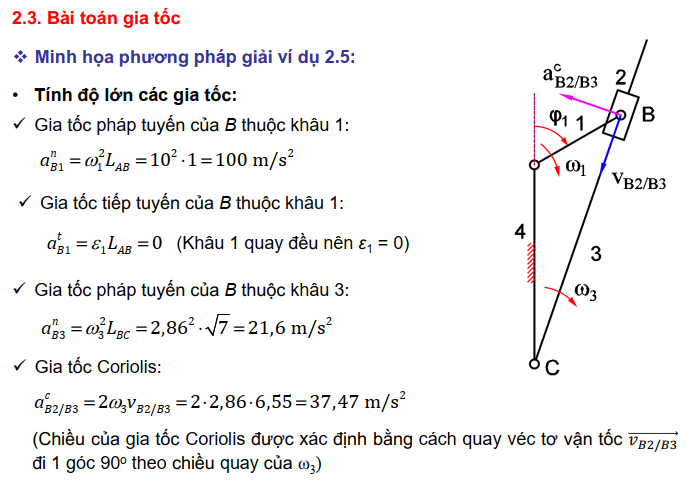 2.3. Bài toán gia tốc
❖ Minh họa phương pháp giải ví dụ 2.5:
• Tính độ lớn các gia tốc:
✓ Gia tốc pháp tuyến của B thuộc khâu 1:
aⁿ_B1 = ω₁²L_AB = 10² · 1 = 100 m/s²
✓ Gia tốc tiếp tuyến của B thuộc khâu 1:
aᵗ_B1 = ε₁L_AB = 0 (Khâu 1 quay đều nên ε₁ = 0)
✓ Gia tốc pháp tuyến của B thuộc khâu 3:
aⁿ_B3 = ω₃²L_BC = 2,86² · √7 = 21,6 m/s²
✓ Gia tốc Coriolis:
aᶜ_B2/B3 = 2ω₃v_B2/B3 = 2 · 2,86 · 6,55 = 37,47 m/s²
(Chiều của gia tốc Coriolis được xác định bằng cách quay véc tơ vận tốc v_B2/B3
đi 1 góc 90º theo chiều quay của ω₃)
aᶜ_B2/B3
2
B
φ₁
1
ω₁
v_B2/B3
4
3
ω₃
C